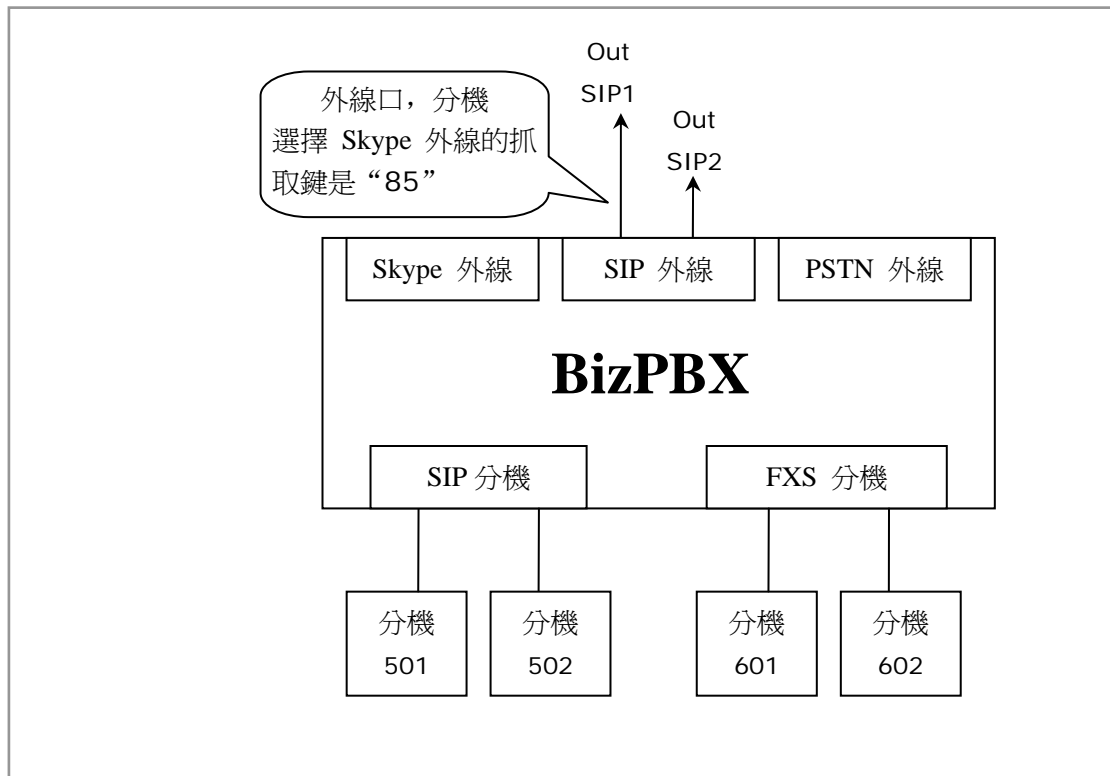 Out
SIP1
外線口，分機
選擇 Skype 外線的抓
取鍵是“85”
Out
SIP2
Skype 外線
SIP 外線
PSTN 外線
BizPBX
SIP 分機
FXS 分機
分機
501
分機
502
分機
601
分機
602